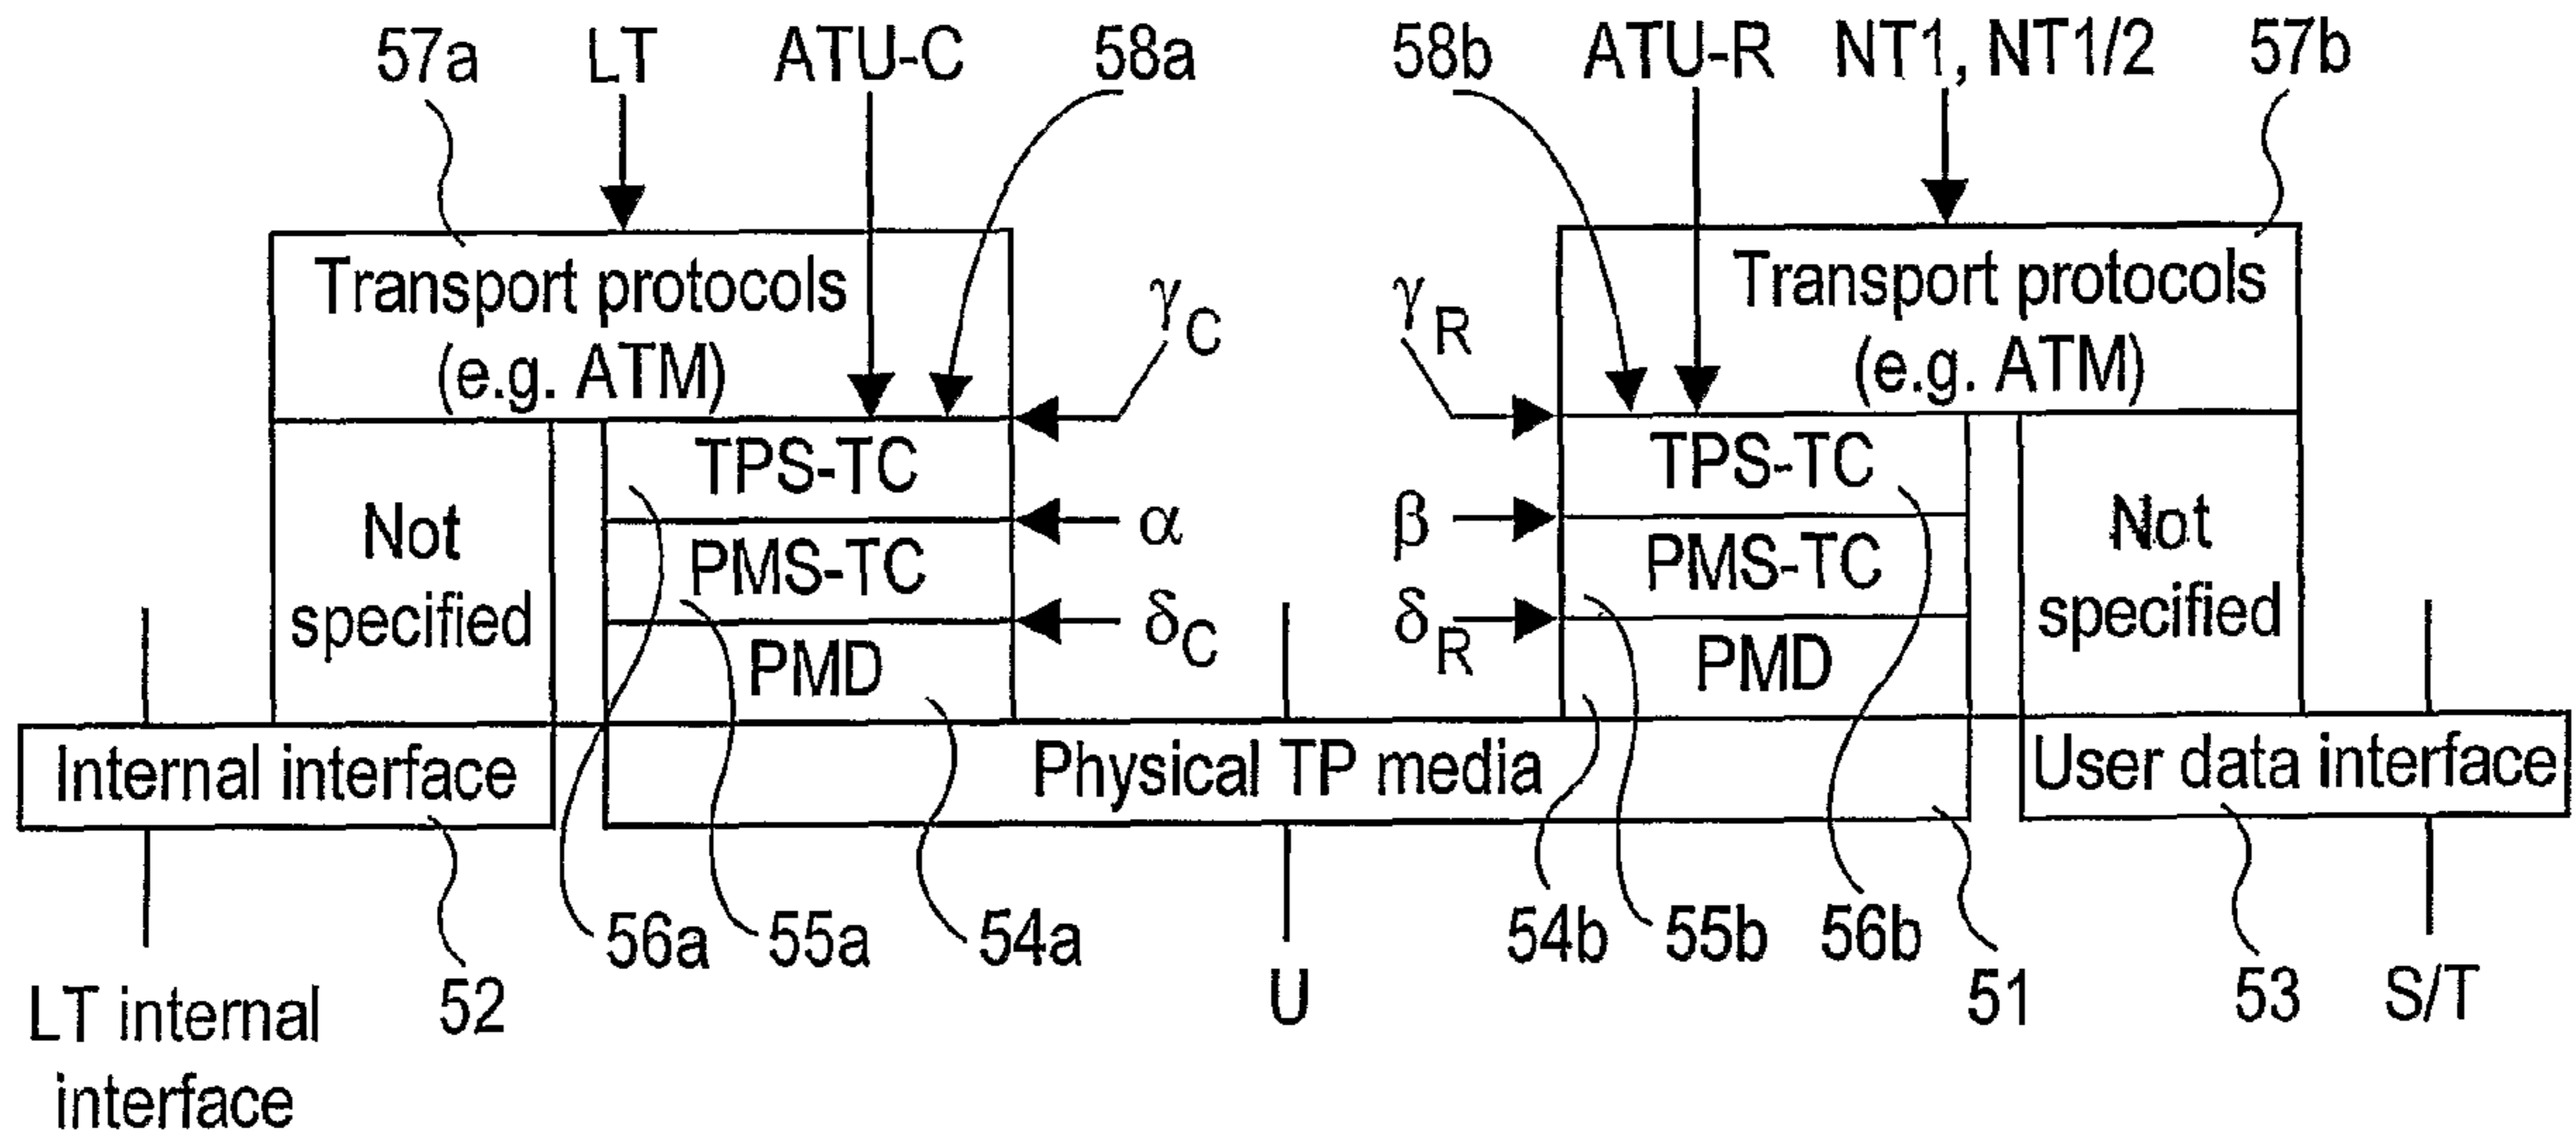 57a LT ATU-C 58a 58b ATU-R NT1, NT1/2 57b
Transport protocols
(e.g. ATM)
γC
γR
Transport protocols
(e.g. ATM)
TPS-TC
TPS-TC
Not
specified
α
β
Not
specified
PMS-TC
PMS-TC
δC
δR
PMD
PMD
Internal interface
Physical TP media
User data interface
56a 55a 54a 54b 55b 56b
LT internal
interface
52
U
51
53
S/T